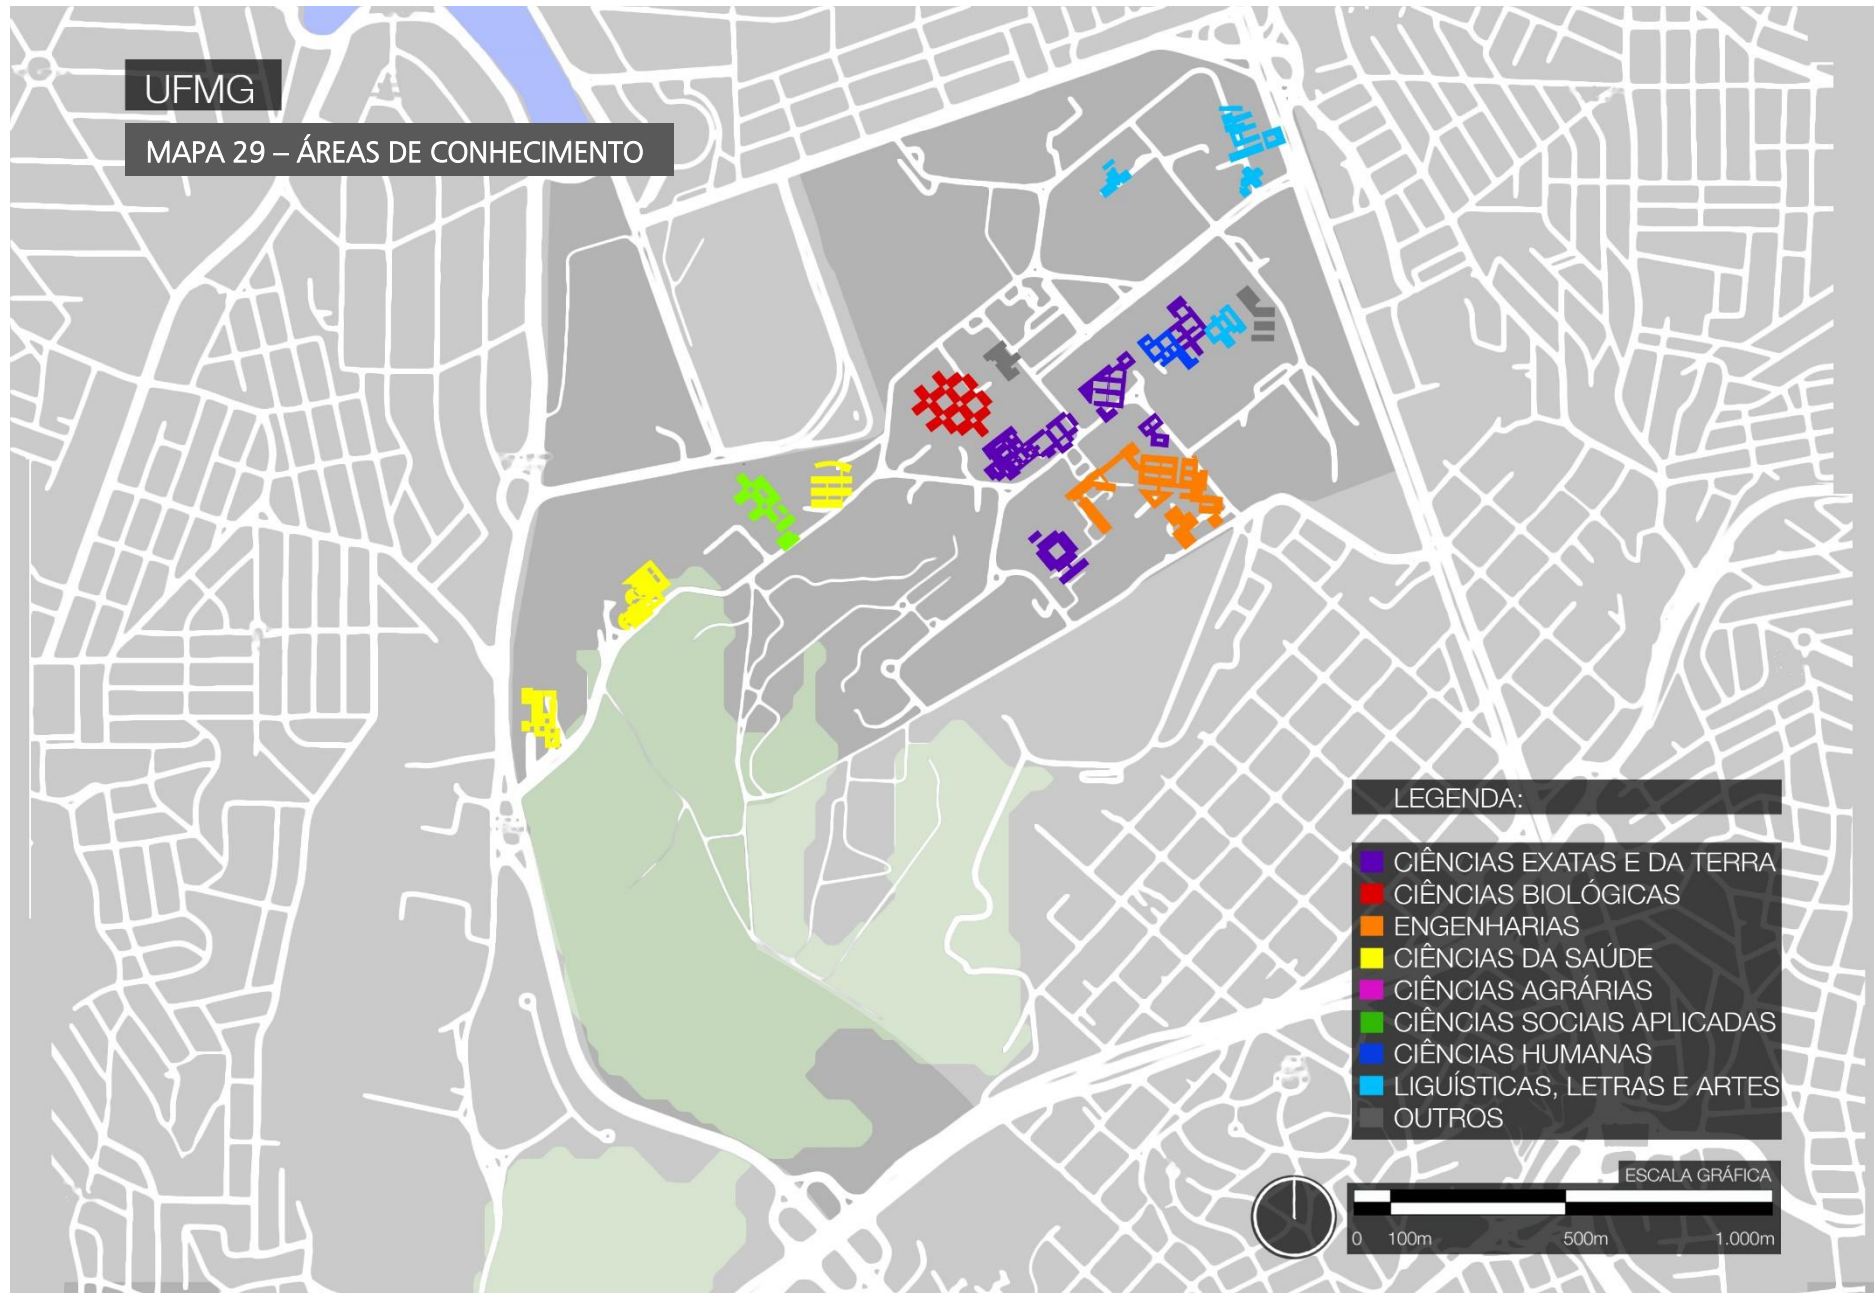 UFMG
MAPA 29 – ÁREAS DE CONHECIMENTO
LEGENDA:
CIÊNCIAS EXATAS E DA TERRA
CIÊNCIAS BIOLÓGICAS
ENGENHARIAS
CIÊNCIAS DA SAÚDE
CIÊNCIAS AGRÁRIAS
CIÊNCIAS SOCIAIS APLICADAS
CIÊNCIAS HUMANAS
LIGUÍSTICAS, LETRAS E ARTES
OUTROS
ESCALA GRÁFICA
0 100m 500m 1.000m